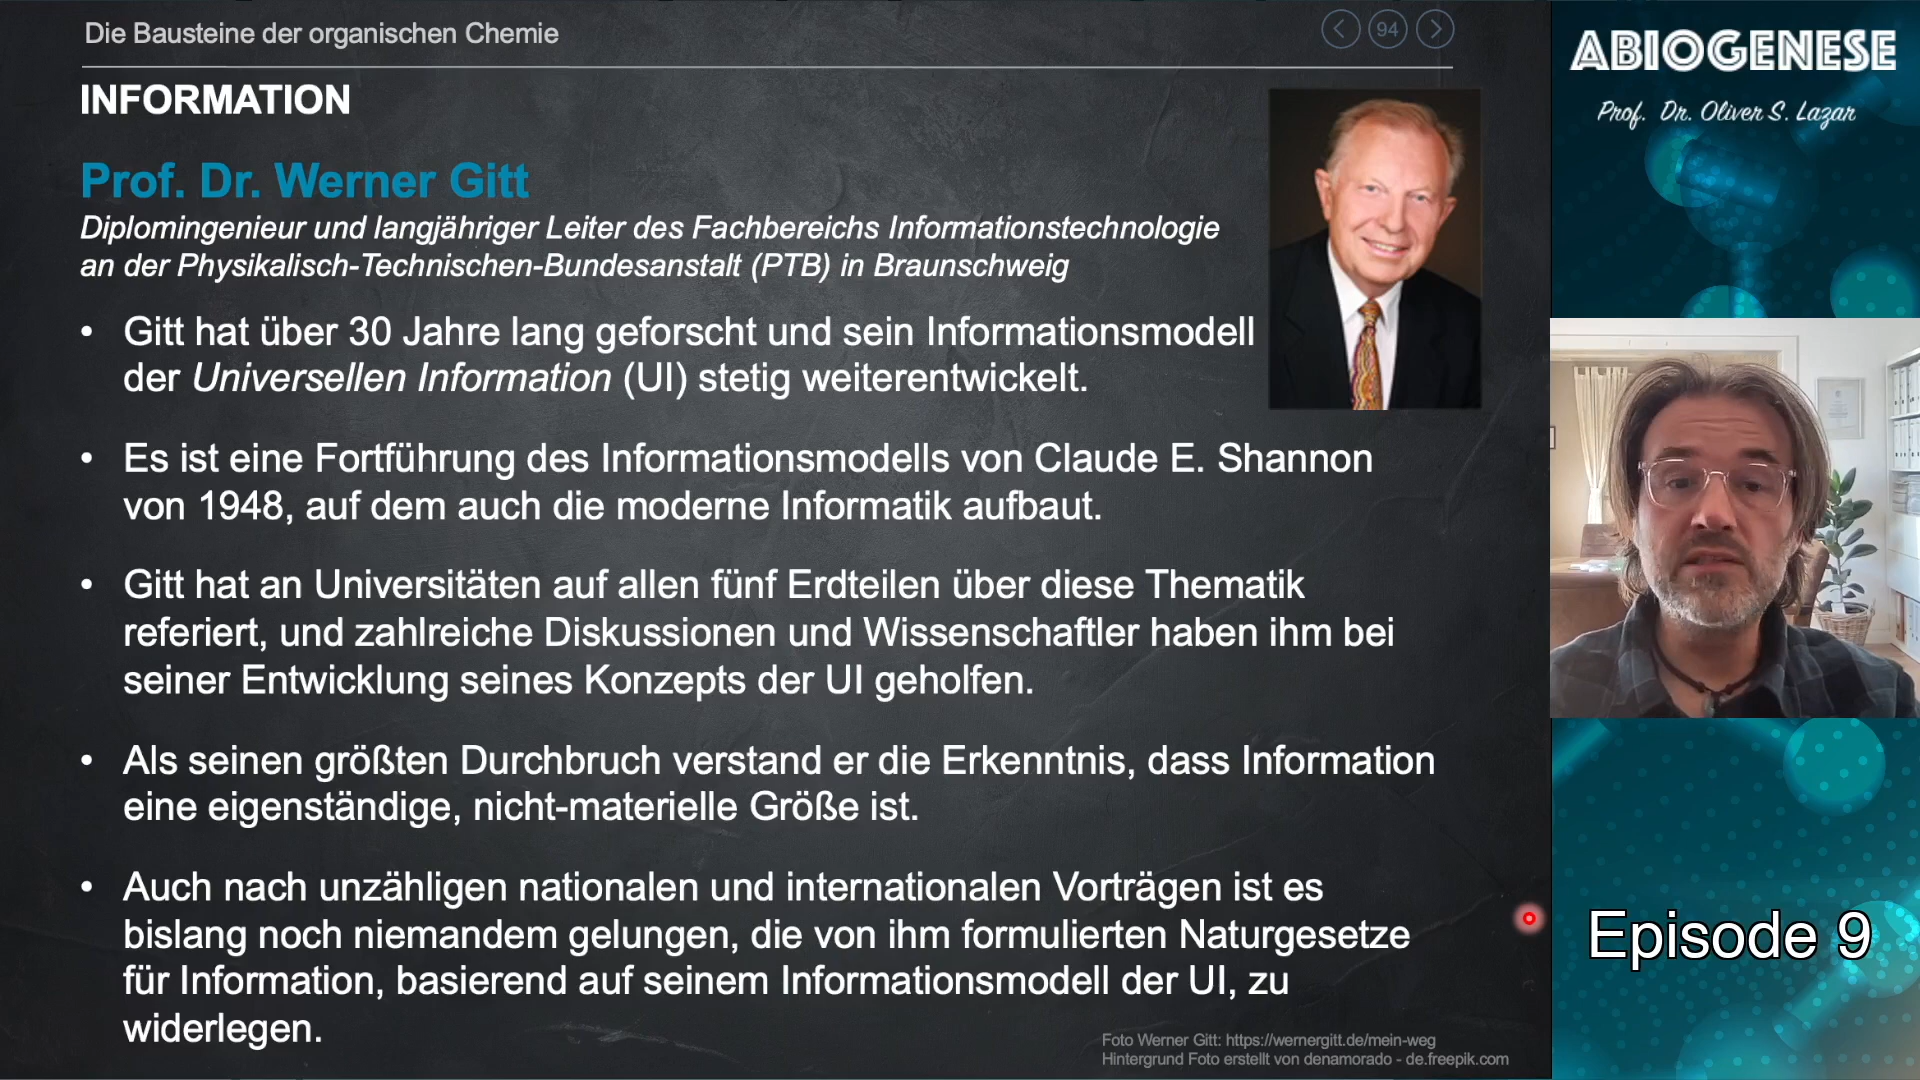 Die Bausteine der organischen Chemie
94
INFORMATION
Prof. Dr. Werner Gitt
Diplomingenieur und langjähriger Leiter des Fachbereichs Informationstechnologie
an der Physikalisch-Technischen-Bundesanstalt (PTB) in Braunschweig
• Gitt hat über 30 Jahre lang geforscht und sein Informationsmodell
der Universellen Information (UI) stetig weiterentwickelt.
• Es ist eine Fortführung des Informationsmodells von Claude E. Shannon
von 1948, auf dem auch die moderne Informatik aufbaut.
• Gitt hat an Universitäten auf allen fünf Erdteilen über diese Thematik
referiert, und zahlreiche Diskussionen und Wissenschaftler haben ihm bei
seiner Entwicklung seines Konzepts der UI geholfen.
• Als seinen größten Durchbruch verstand er die Erkenntnis, dass Information
eine eigenständige, nicht-materielle Größe ist.
• Auch nach unzähligen nationalen und internationalen Vorträgen ist es
bislang noch niemandem gelungen, die von ihm formulierten Naturgesetze
für Information, basierend auf seinem Informationsmodell der UI, zu
widerlegen.
Foto Werner Gitt: https://wernergitt.de/mein-weg
Hintergrund Foto erstellt von denamorado - de.freepik.com
ABIOGENESE
Prof. Dr. Oliver S. Lazar
Episode 9